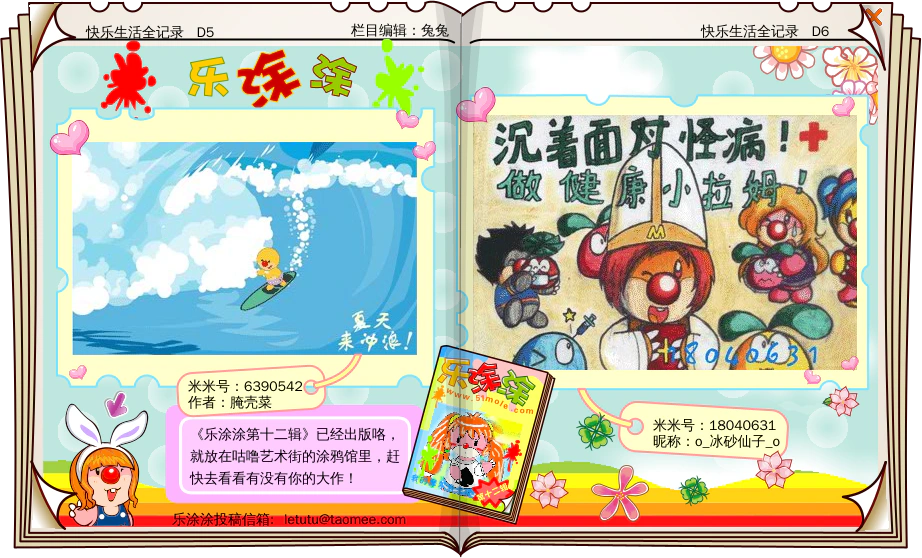 快乐生活全记录 D5
栏目编辑：兔兔
乐涂涂
夏天
来冲浪！
米米号：6390542
作者：腌壳菜
《乐涂涂第十二辑》已经出版咯，
就放在咕噜艺术街的涂鸦馆里，赶
快去看看有没有你的大作！
乐涂涂投稿信箱： letutu@taomee.com
乐涂涂
www.51mole.com
快乐生活全记录 D6
沉着面对怪病！
做健康小拉姆！
M
18040631
米米号：18040631
昵称：o_冰砂仙子_o